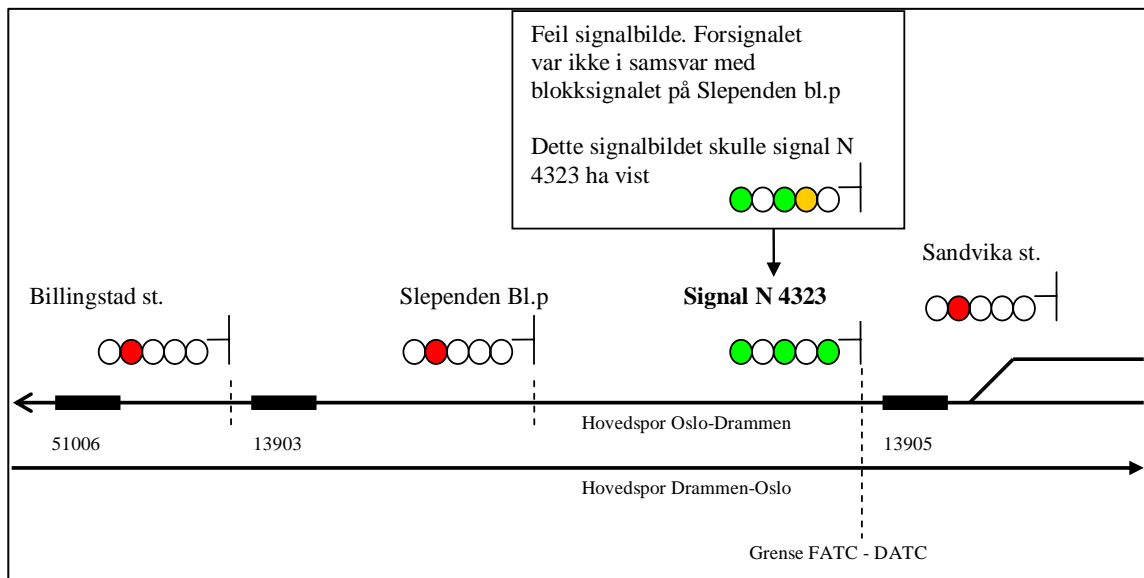 Feil signalbilde. Forsignalet
var ikke i samsvar med
blokksignalet på Slependen bl.p
Dette signalbildet skulle signal N
4323 ha vist
Sandvika st.
Billingstad st.
Slependen Bl.p
Signal N 4323
Hovedspor Oslo-Drammen
51006
13903
13905
Hovedspor Drammen-Oslo
Grense FATC - DATC